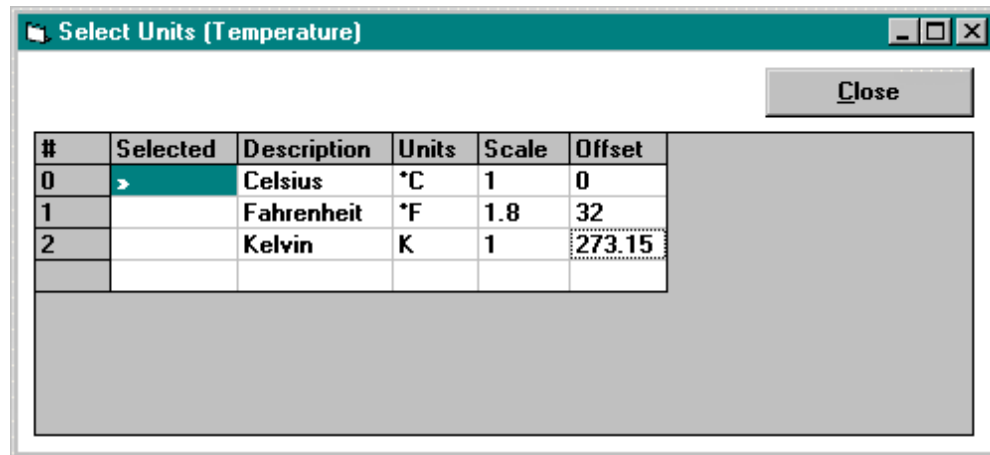 Select Units (Temperature)
Close
# Selected Description Units Scale Offset
0 » Celsius °C 1 0
1 Fahrenheit °F 1.8 32
2 Kelvin K 1 273.15